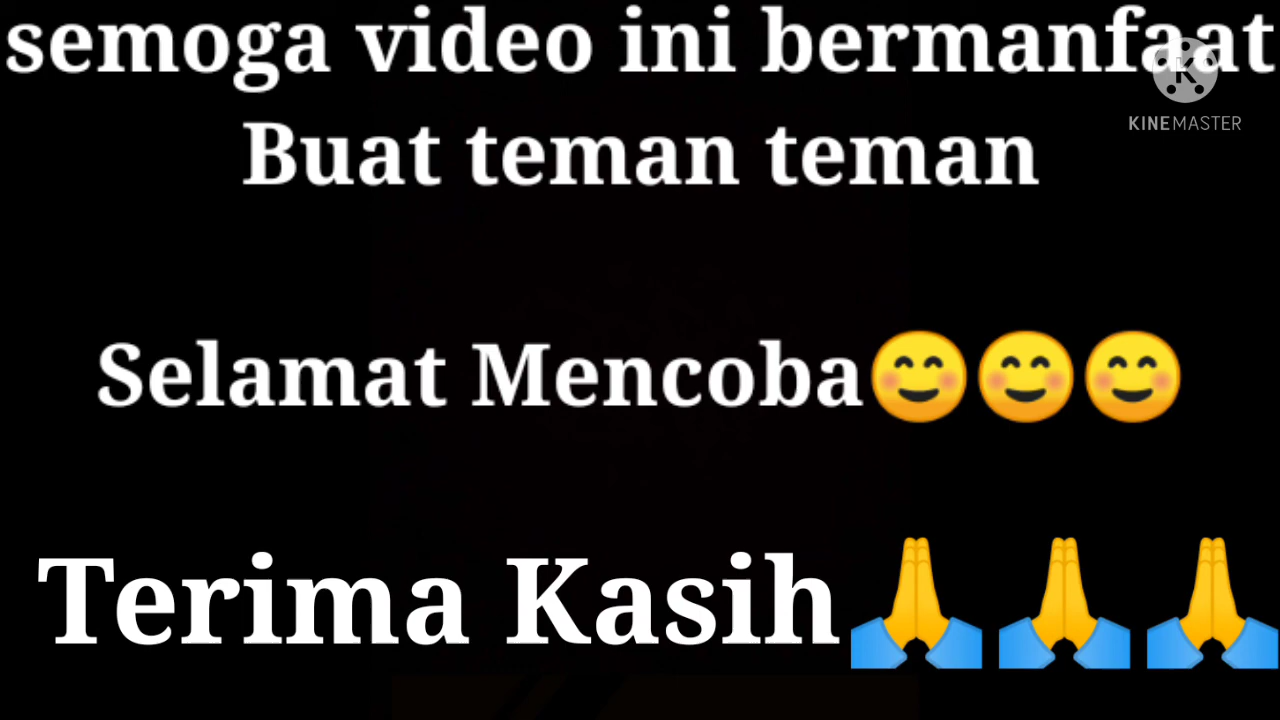 semoga video ini bermanfaat
KINEMASTER
Buat teman teman
Selamat Mencoba😊😊😊
Terima Kasih🙏🙏🙏